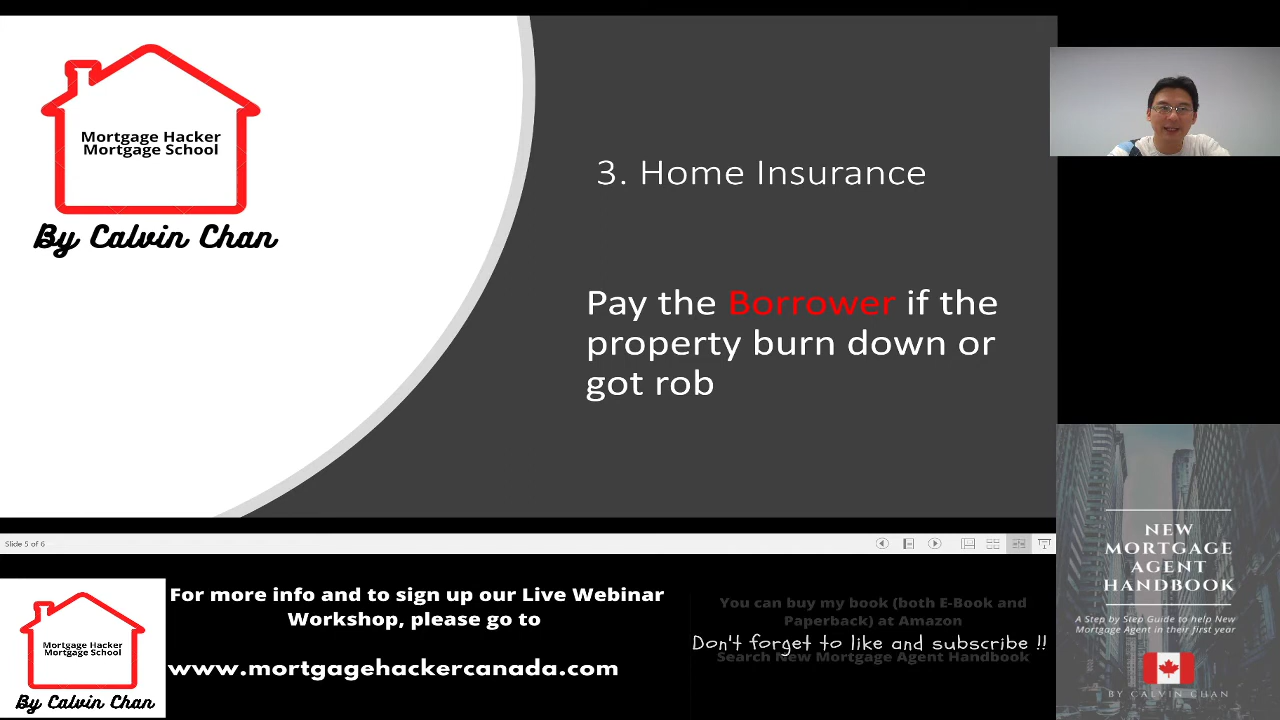 Mortgage Hacker
Mortgage School
By Calvin Chan
3. Home Insurance
Pay the Borrower if the
property burn down or
got rob
Slide 5 of 6
Mortgage Hacker
Mortgage School
By Calvin Chan
For more info and to sign up our Live Webinar
Workshop, please go to
www.mortgagehackercanada.com
You can buy my book (both E-Book and
Paperback) at Amazon
Don't forget to like and subscribe !!
Search New Mortgage Agent Handbook
NEW
MORTGAGE
AGENT
HANDBOOK
A Step by Step Guide to help New
Mortgage Agent in their first year
BY CALVIN CHAN